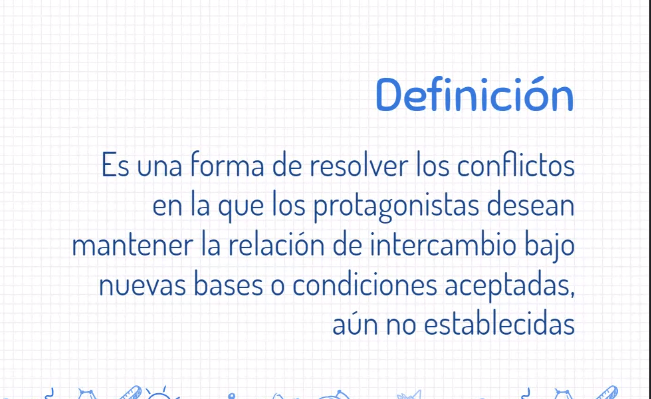 Definición
Es una forma de resolver los conflictos
en la que los protagonistas desean
mantener la relación de intercambio bajo
nuevas bases o condiciones aceptadas,
aún no establecidas